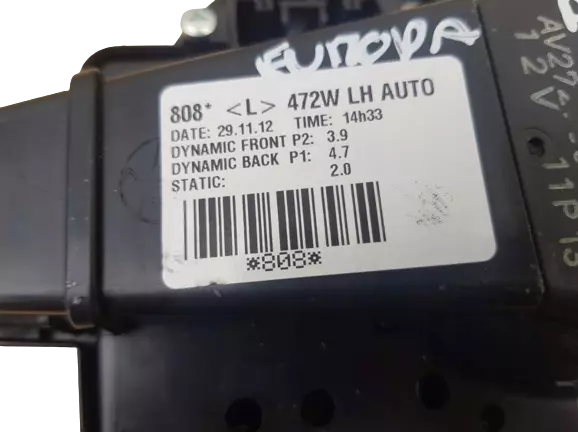 EUROPA
808* <L> 472W LH AUTO
DATE: 29.11.12 TIME: 14h33
DYNAMIC FRONT P2: 3.9
DYNAMIC BACK P1: 4.7
STATIC: 2.0
*808*
12V